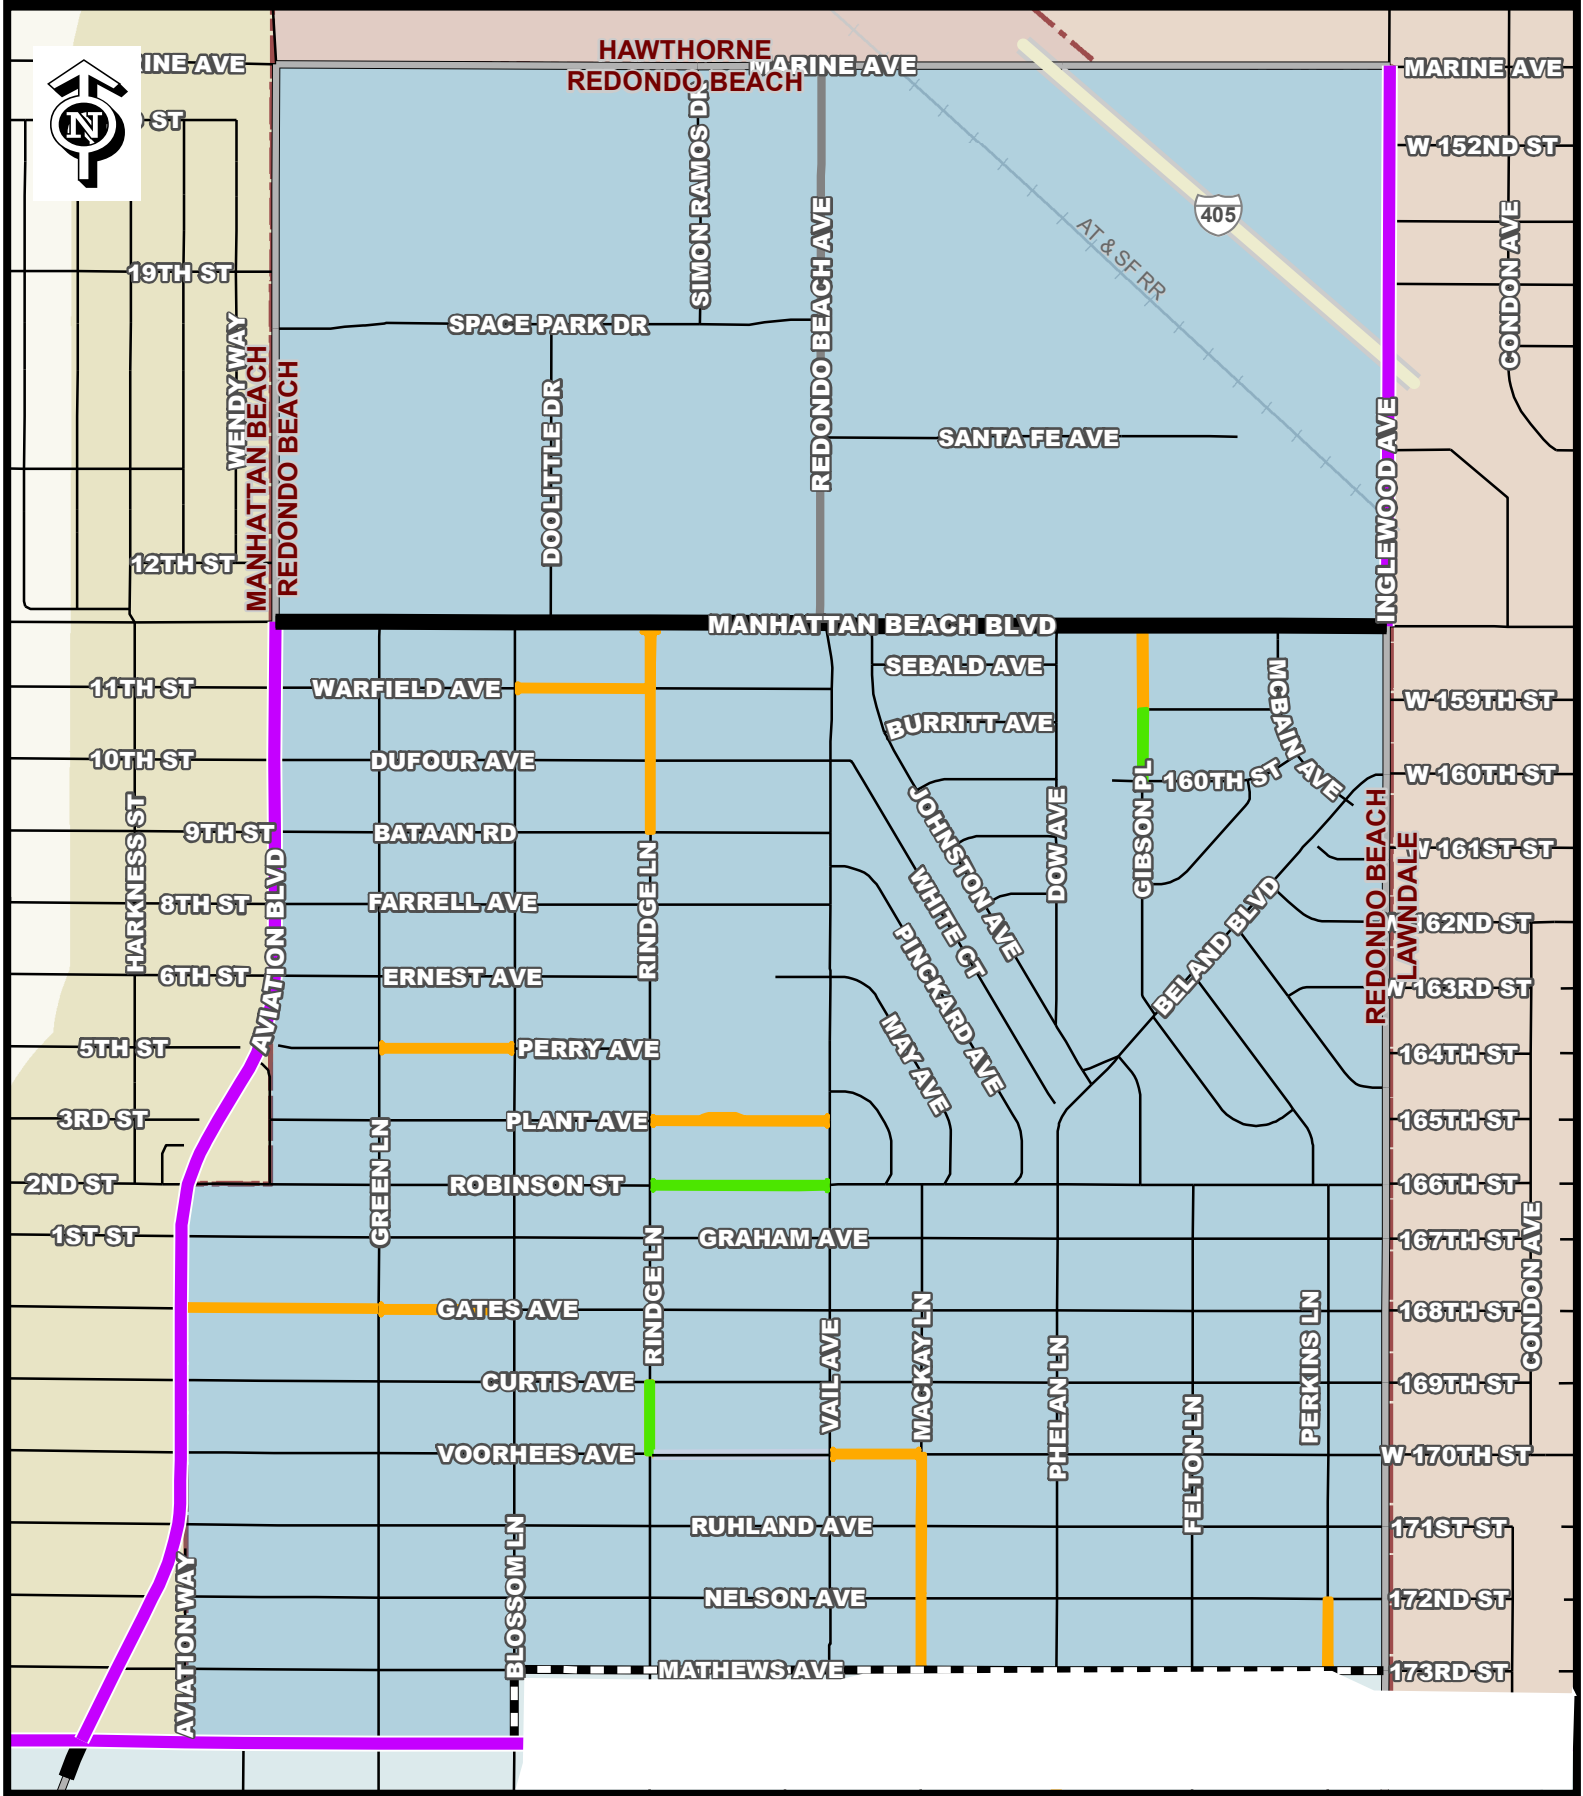 HAWTHORNE
MARINE AVE
REDONDO BEACH
INE AVE
MARINE AVE
N
ST
W 152ND ST
SIMON RAMOS DR
REDONDO BEACH AVE
405
AT & SF RR
CONDON AVE
19TH ST
SPACE PARK DR
WENDY WAY
MANHATTAN BEACH
REDONDO BEACH
DOOLITTLE DR
SANTA FE AVE
INGLEWOOD AVE
12TH ST
MANHATTAN BEACH BLVD
SEBALD AVE
11TH ST
WARFIELD AVE
MCBAIN AVE
W 159TH ST
BURRITT AVE
10TH ST
DUFOUR AVE
160TH ST
W 160TH ST
HARKNESS ST
9TH ST
BATAAN RD
JOHNSTON AVE
DOW AVE
GIBSON PL
REDONDO BEACH
LAWNDALE
W 161ST ST
AVIATION BLVD
RINDGE LN
8TH ST
FARRELL AVE
WHITE CT
BELAND BLVD
W 162ND ST
6TH ST
ERNEST AVE
PINCKARD AVE
W 163RD ST
5TH ST
PERRY AVE
MAY AVE
164TH ST
3RD ST
PLANT AVE
165TH ST
GREEN LN
2ND ST
ROBINSON ST
166TH ST
1ST ST
GRAHAM AVE
167TH ST
RINDGE LN
CONDON AVE
GATES AVE
168TH ST
MACKAY LN
PERKINS LN
VAIL AVE
PHELAN LN
CURTIS AVE
169TH ST
FELTON LN
VOORHEES AVE
W 170TH ST
RUHLAND AVE
171ST ST
BLOSSOM LN
AVIATION WAY
NELSON AVE
172ND ST
MATHEWS AVE
173RD ST